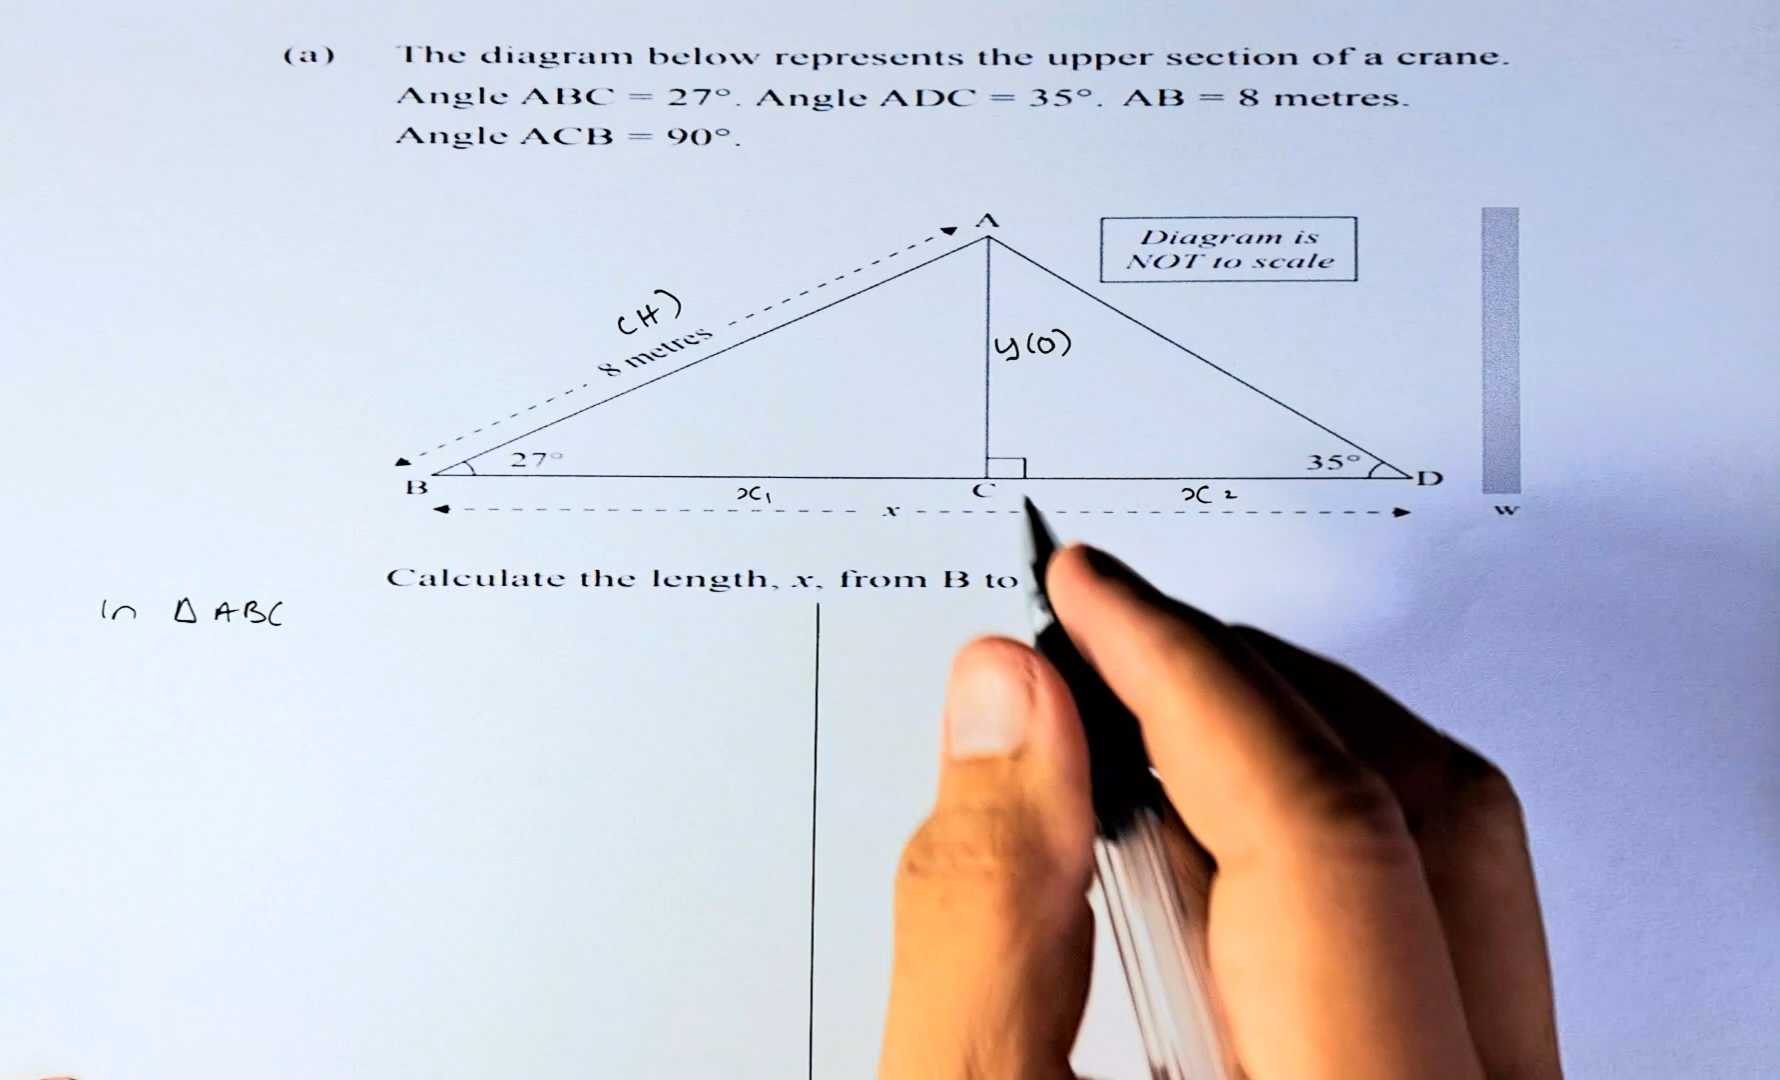 (a) The diagram below represents the upper section of a crane.
Angle ABC = 27°. Angle ADC = 35°. AB = 8 metres.
Angle ACB = 90°.
A
Diagram is
NOT to scale
(H)
8 metres
y(0)
27°
35°
B
C
D
x₁
x₂
x
w
Calculate the length, x, from B to
In Δ ABC